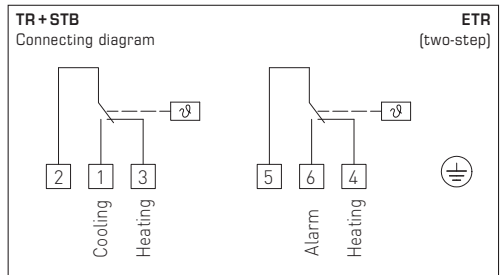 TR+STB
ETR
Connecting diagram
(two-step)
ϑ
ϑ
2 1 3
5 6 4
Cooling
Heating
Alarm
Heating